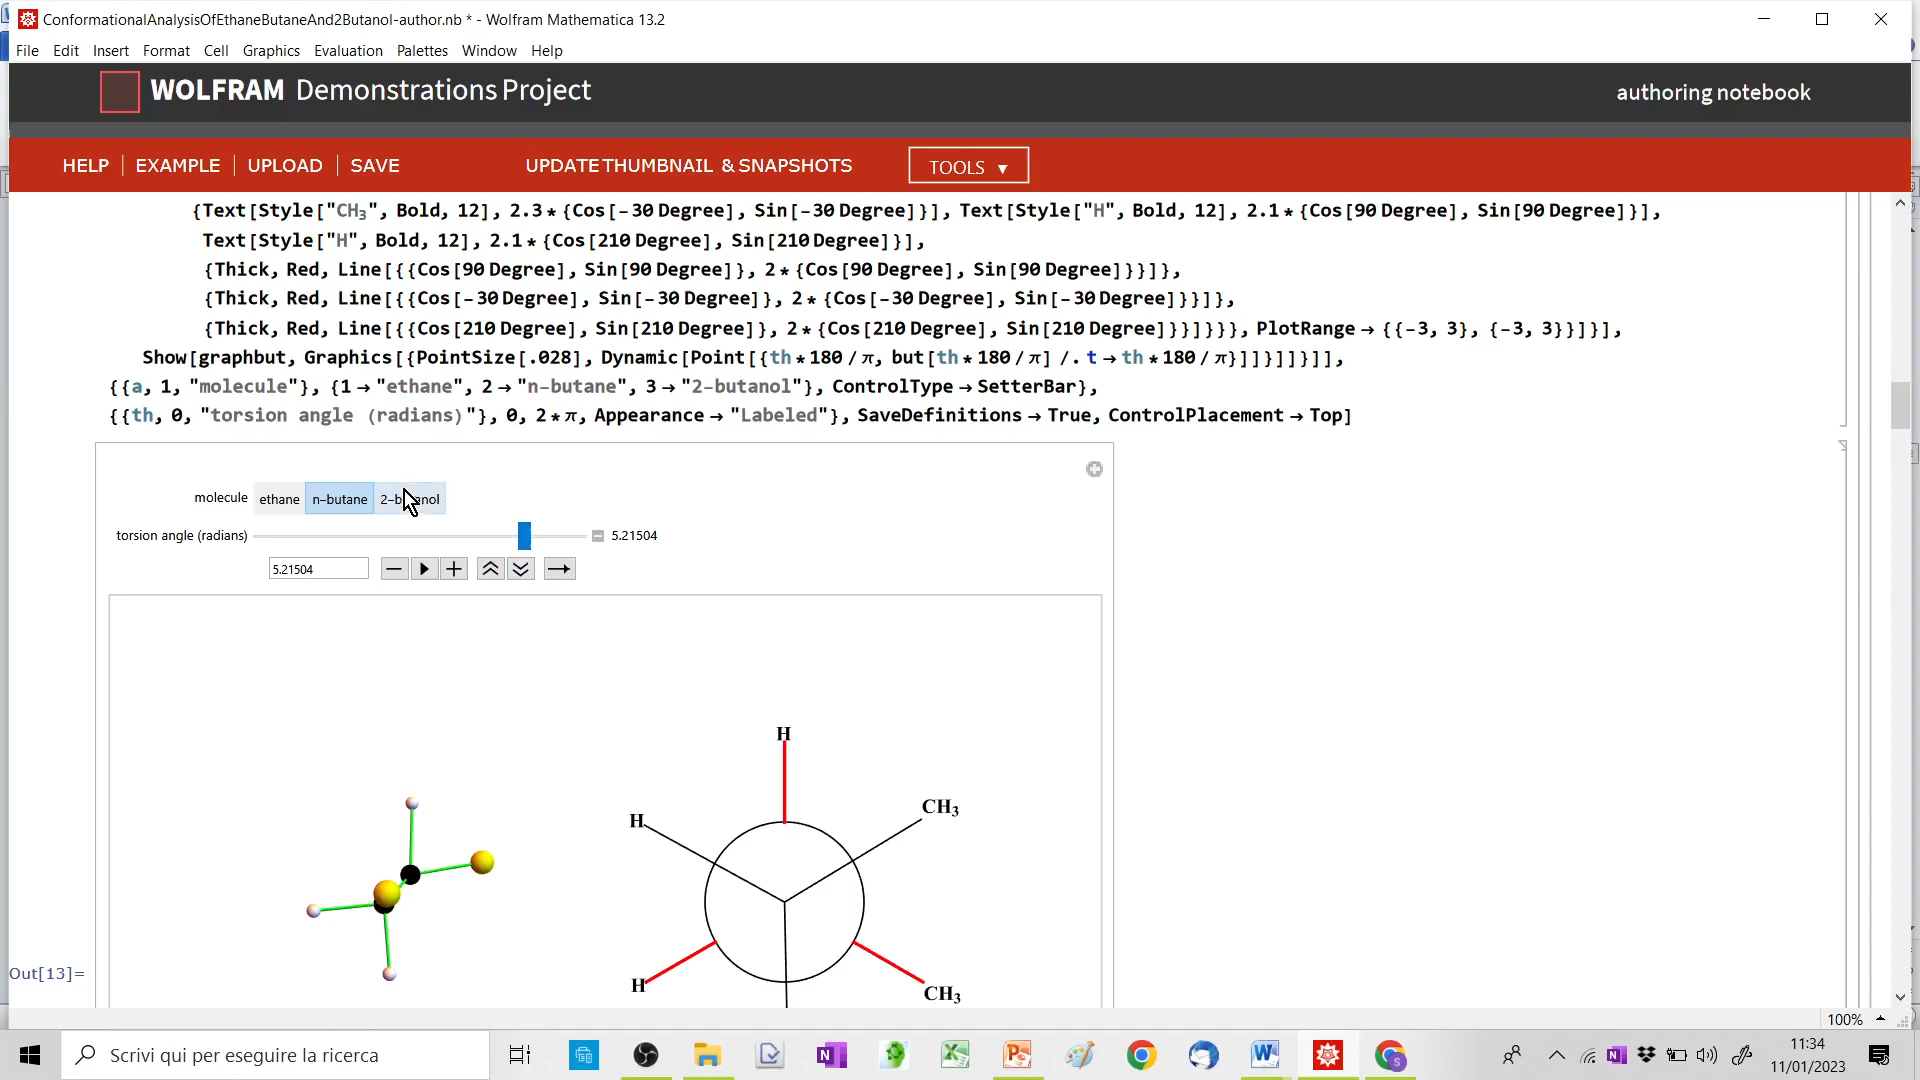 ConformationalAnalysisOfEthaneButaneAnd2Butanol-author.nb * - Wolfram Mathematica 13.2
File Edit Insert Format Cell Graphics Evaluation Palettes Window Help
WOLFRAM Demonstrations Project
authoring notebook
HELP | EXAMPLE | UPLOAD | SAVE UPDATE THUMBNAIL & SNAPSHOTS TOOLS ▼
{Text[Style["CH₃", Bold, 12], 2.3*{Cos[-30 Degree], Sin[-30 Degree]}], Text[Style["H", Bold, 12], 2.1*{Cos[90 Degree], Sin[90 Degree]}],
Text[Style["H", Bold, 12], 2.1*{Cos[210 Degree], Sin[210 Degree]}],
{Thick, Red, Line[{{Cos[90 Degree], Sin[90 Degree]}, 2*{Cos[90 Degree], Sin[90 Degree]}}]},
{Thick, Red, Line[{{Cos[-30 Degree], Sin[-30 Degree]}, 2*{Cos[-30 Degree], Sin[-30 Degree]}}]},
{Thick, Red, Line[{{Cos[210 Degree], Sin[210 Degree]}, 2*{Cos[210 Degree], Sin[210 Degree]}}]}}}, PlotRange→{{-3, 3}, {-3, 3}}]}],
Show[graphbut, Graphics[{PointSize[.028], Dynamic[Point[{th*180/π, but[th*180/π] /. t→th*180/π}]]}]]}]],
{{a, 1, "molecule"}, {1→"ethane", 2→"n-butane", 3→"2-butanol"}, ControlType→SetterBar},
{{th, 0, "torsion angle (radians)"}, 0, 2*π, Appearance→"Labeled"}, SaveDefinitions→True, ControlPlacement→Top]
molecule ethane n-butane
torsion angle (radians) 5.21504
5.21504
H
CH₃
H
H
CH₃
Out[13]=
100%
Scrivi qui per eseguire la ricerca
11:34
11/01/2023